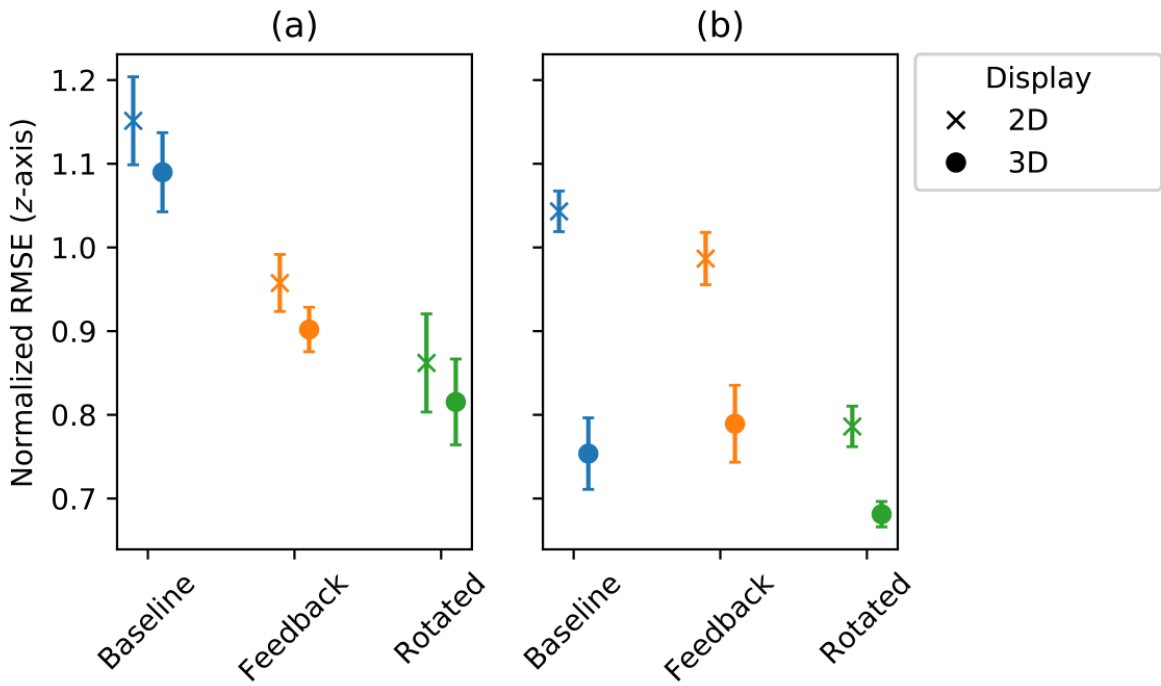 (a)
(b)
Normalized RMSE (z-axis)
1.2
1.1
1.0
0.9
0.8
0.7
Baseline
Feedback
Rotated
Baseline
Feedback
Rotated
Display
2D
3D